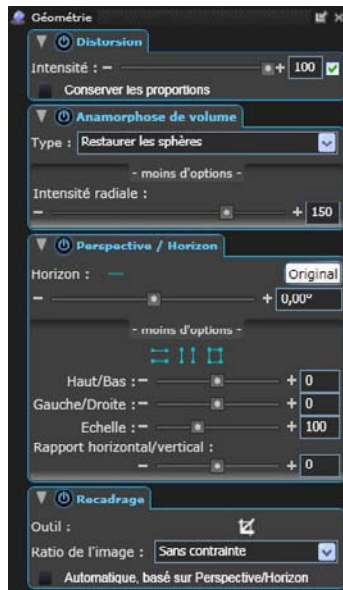 Géométrie
Distorsion
Intensité : − + 100
Conserver les proportions
Anamorphose de volume
Type : Restaurer les sphères
- moins d'options -
Intensité radiale :
− + 150
Perspective / Horizon
Horizon : Original
− + 0,00°
- moins d'options -
Haut/Bas : − + 0
Gauche/Droite : − + 0
Echelle : − + 100
Rapport horizontal/vertical :
− + 0
Recadrage
Outil :
Ratio de l'image : Sans contrainte
Automatique, basé sur Perspective/Horizon